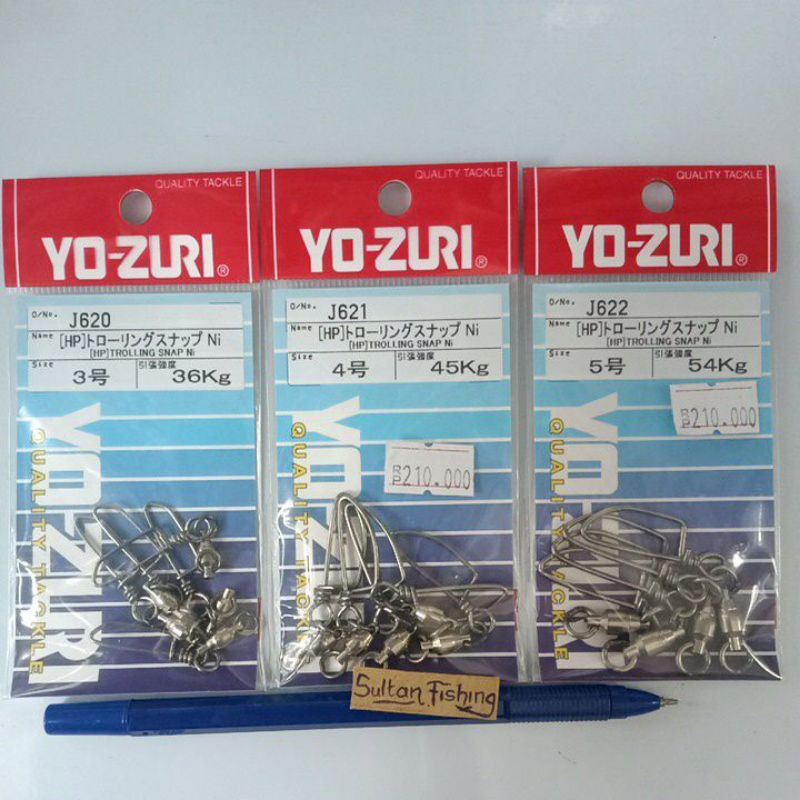 QUALITY TACKLE
YO-ZURI®
O/No. J620
Name [HP]トローリングスナップ Ni
[HP]TROLLING SNAP Ni
Size 3号 引張強度 36Kg
YO-ZURI
QUALITY TACKLE
QUALITY TACKLE
YO-ZURI®
O/No. J621
Name [HP]トローリングスナップ Ni
[HP]TROLLING SNAP Ni
Size 4号 引張強度 45Kg
RP 210.000
YO-ZURI
QUALITY TACKLE
QUALITY TACKLE
YO-ZURI®
O/No. J622
Name [HP]トローリングスナップ Ni
[HP]TROLLING SNAP Ni
Size 5号 引張強度 54Kg
RP 210.000
Sultan Fishing